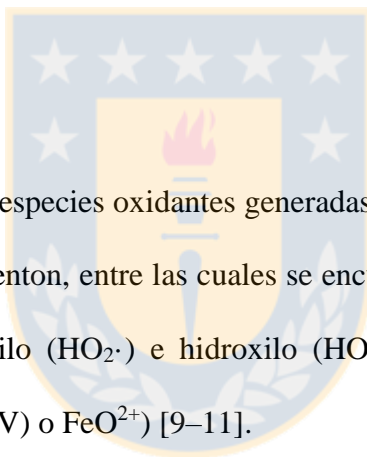 especies oxidantes generadas
enton, entre las cuales se enc
ilo (HO₂·) e hidroxilo (HO
V) o FeO²⁺) [9–11].